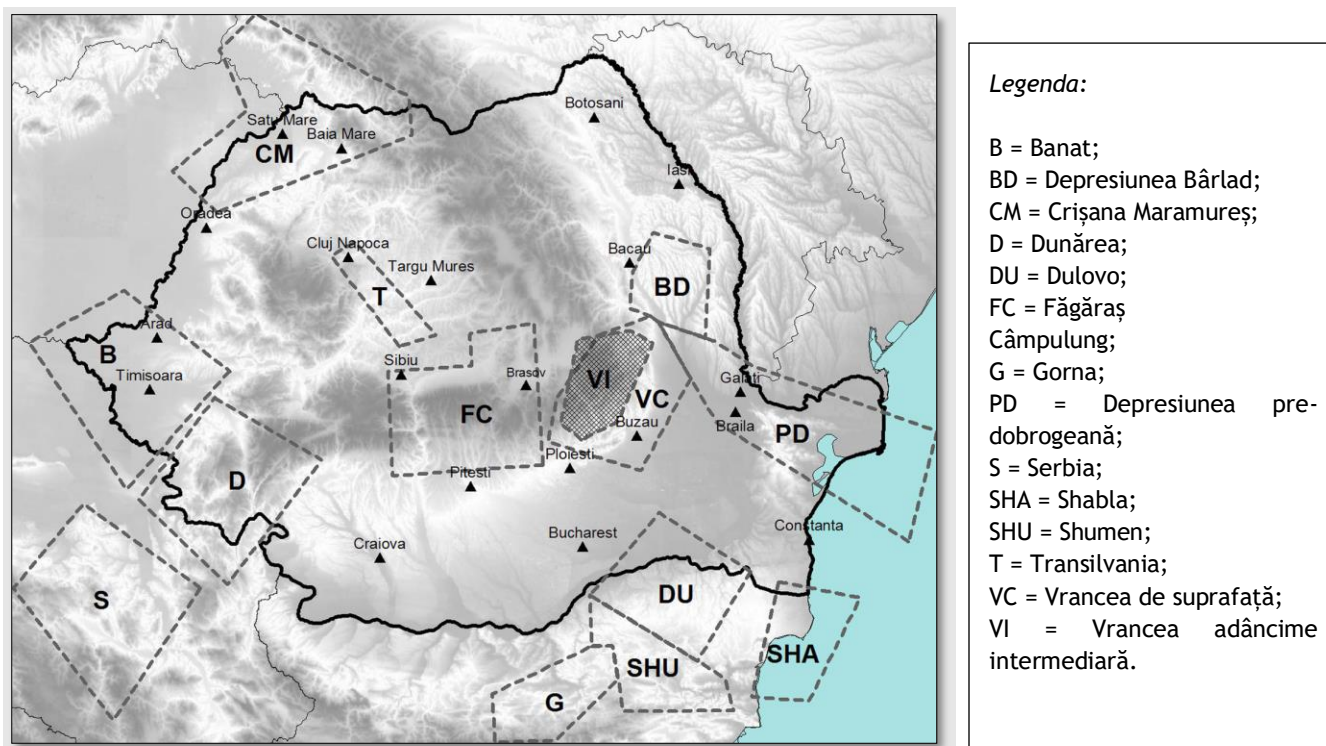 Botosani
Satu Mare
Baia Mare
CM
Iasi
Oradea
Cluj Napoca
Bacau
Targu Mures
BD
T
Arad
B
Timisoara
Sibiu
Brasov
VI
VC
Galati
FC
Buzau
Braila
PD
Ploiesti
Pitesti
D
Constanta
Bucharest
Craiova
DU
S
SHU
SHA
G
Legenda:
B = Banat;
BD = Depresiunea Bârlad;
CM = Crișana Maramureș;
D = Dunărea;
DU = Dulovo;
FC = Făgăraș
Câmpulung;
G = Gorna;
PD = Depresiunea pre-
dobrogeană;
S = Serbia;
SHA = Shabla;
SHU = Shumen;
T = Transilvania;
VC = Vrancea de suprafață;
VI = Vrancea adâncime
intermediară.